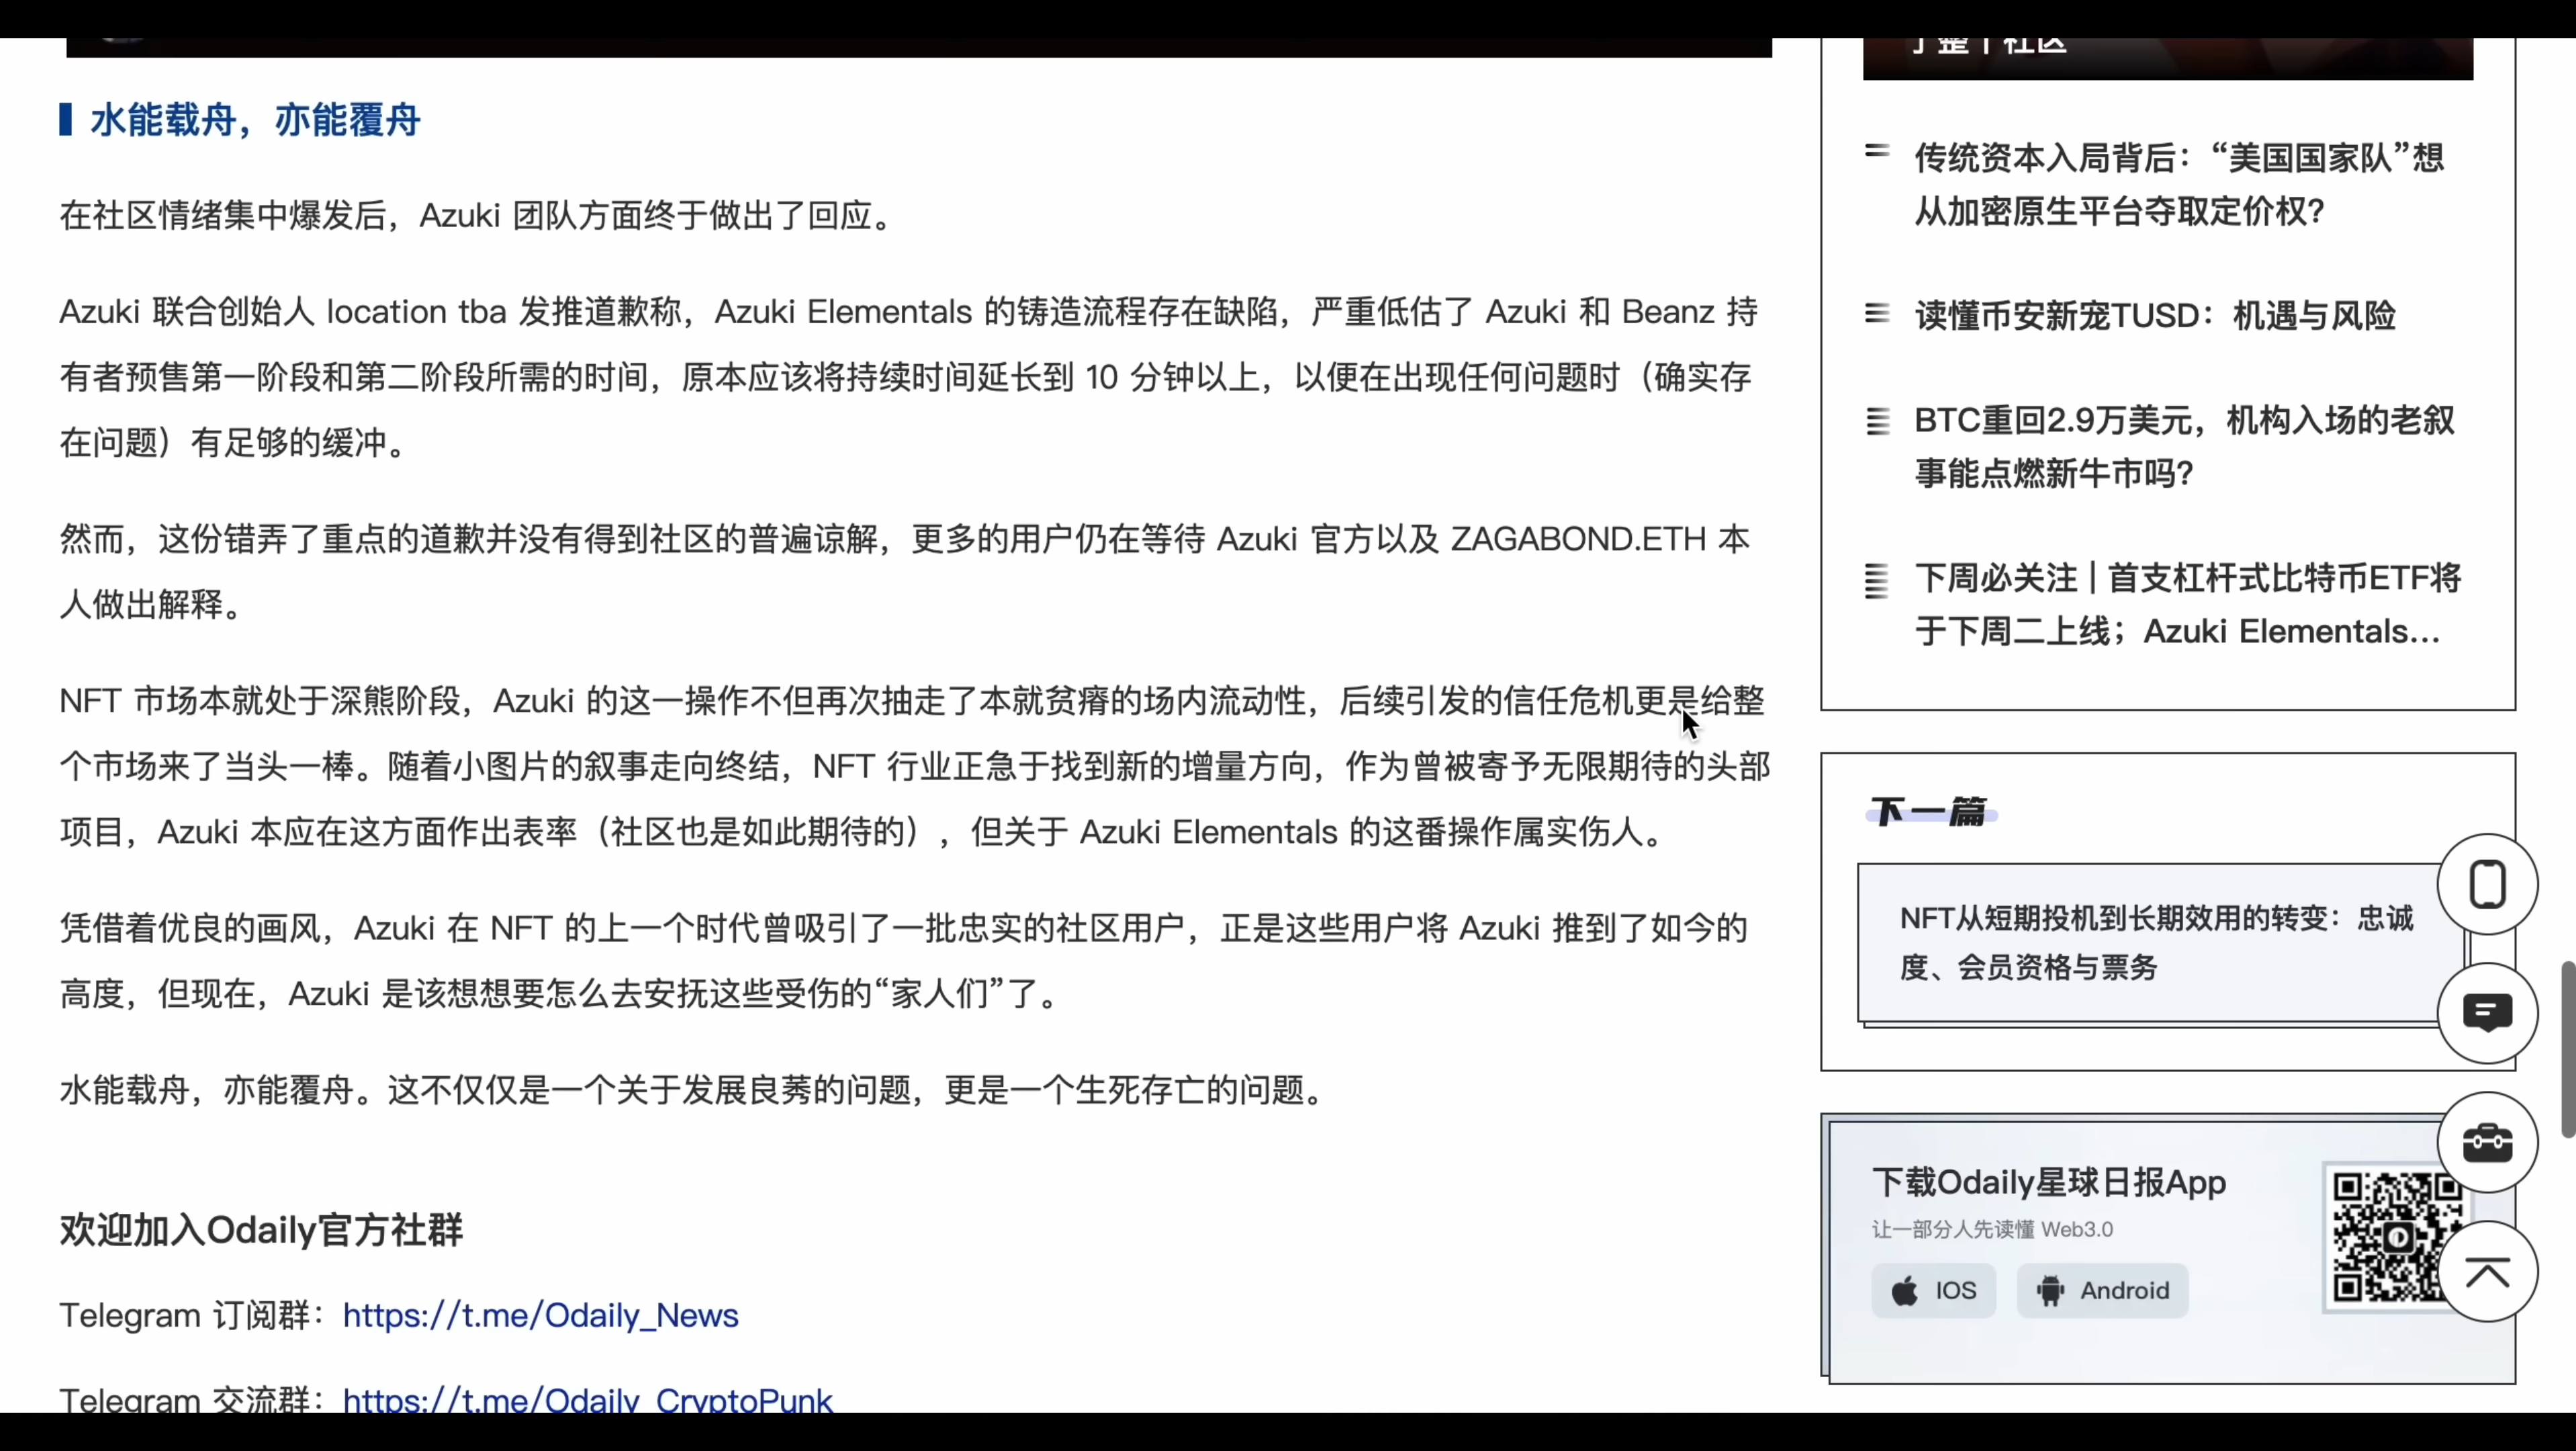 水能载舟，亦能覆舟
在社区情绪集中爆发后，Azuki 团队方面终于做出了回应。
Azuki 联合创始人 location tba 发推道歉称，Azuki Elementals 的铸造流程存在缺陷，严重低估了 Azuki 和 Beanz 持
有者预售第一阶段和第二阶段所需的时间，原本应该将持续时间延长到 10 分钟以上，以便在出现任何问题时（确实存
在问题）有足够的缓冲。
然而，这份错弄了重点的道歉并没有得到社区的普遍谅解，更多的用户仍在等待 Azuki 官方以及 ZAGABOND.ETH 本
人做出解释。
NFT 市场本就处于深熊阶段，Azuki 的这一操作不但再次抽走了本就贫瘠的场内流动性，后续引发的信任危机更是给整
个市场来了当头一棒。随着小图片的叙事走向终结，NFT 行业正急于找到新的增量方向，作为曾被寄予无限期待的头部
项目，Azuki 本应在这方面作出表率（社区也是如此期待的），但关于 Azuki Elementals 的这番操作属实伤人。
凭借着优良的画风，Azuki 在 NFT 的上一个时代曾吸引了一批忠实的社区用户，正是这些用户将 Azuki 推到了如今的
高度，但现在，Azuki 是该想想要怎么去安抚这些受伤的“家人们”了。
水能载舟，亦能覆舟。这不仅仅是一个关于发展良莠的问题，更是一个生死存亡的问题。
欢迎加入Odaily官方社群
Telegram 订阅群：https://t.me/Odaily_News
Telegram 交流群：https://t.me/Odaily_CryptoPunk
了整个社区
传统资本入局背后：“美国国家队”想
从加密原生平台夺取定价权？
读懂币安新宠TUSD：机遇与风险
BTC重回2.9万美元，机构入场的老叙
事能点燃新牛市吗？
下周必关注 | 首支杠杆式比特币ETF将
于下周二上线；Azuki Elementals...
下一篇
NFT从短期投机到长期效用的转变：忠诚
度、会员资格与票务
下载Odaily星球日报App
让一部分人先读懂 Web3.0
IOS
Android